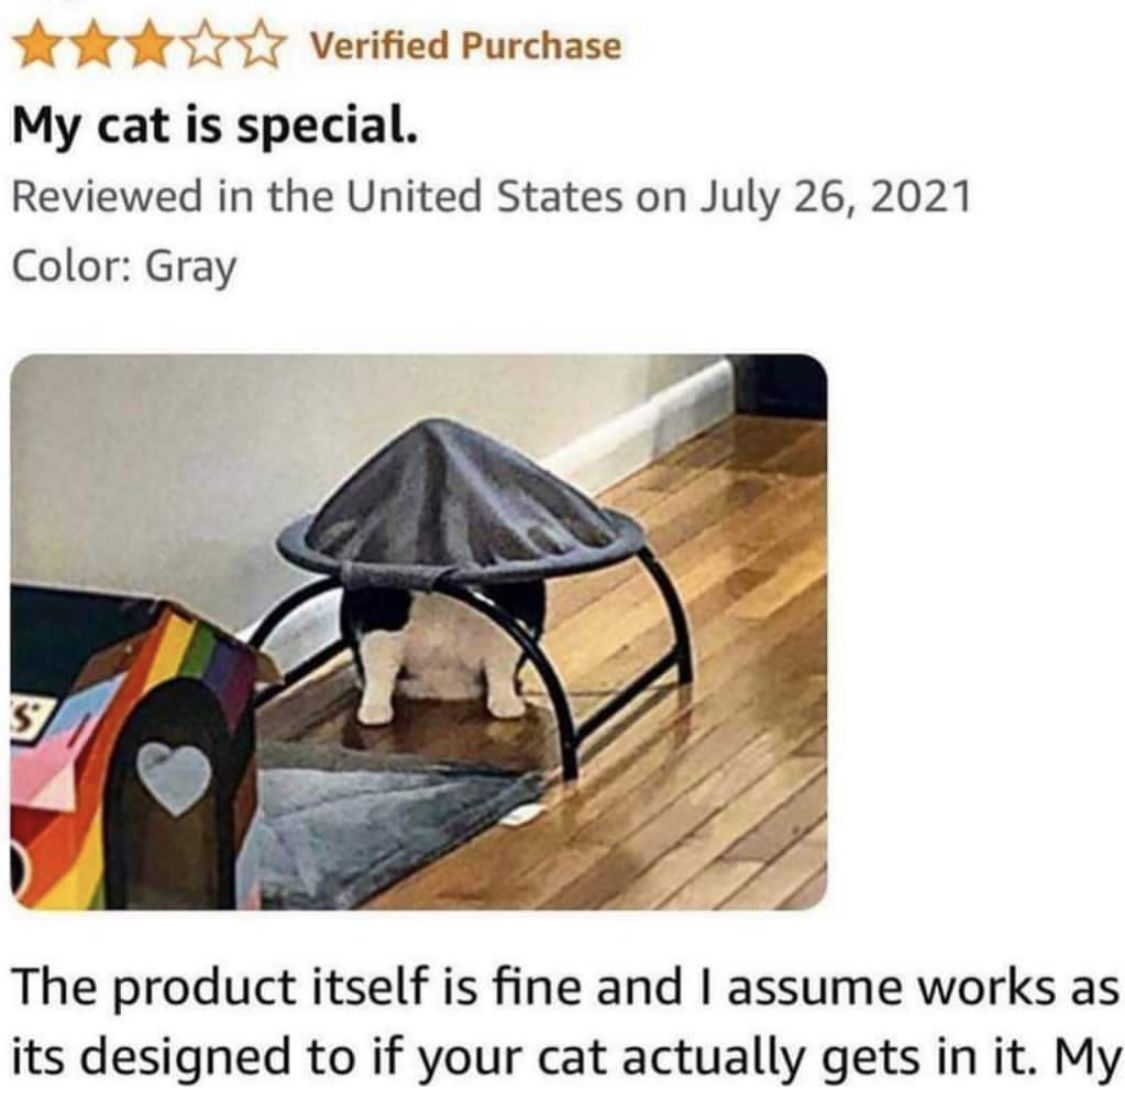 Verified Purchase
My cat is special.
Reviewed in the United States on July 26, 2021
Color: Gray
S
The product itself is fine and I assume works as
its designed to if your cat actually gets in it. My